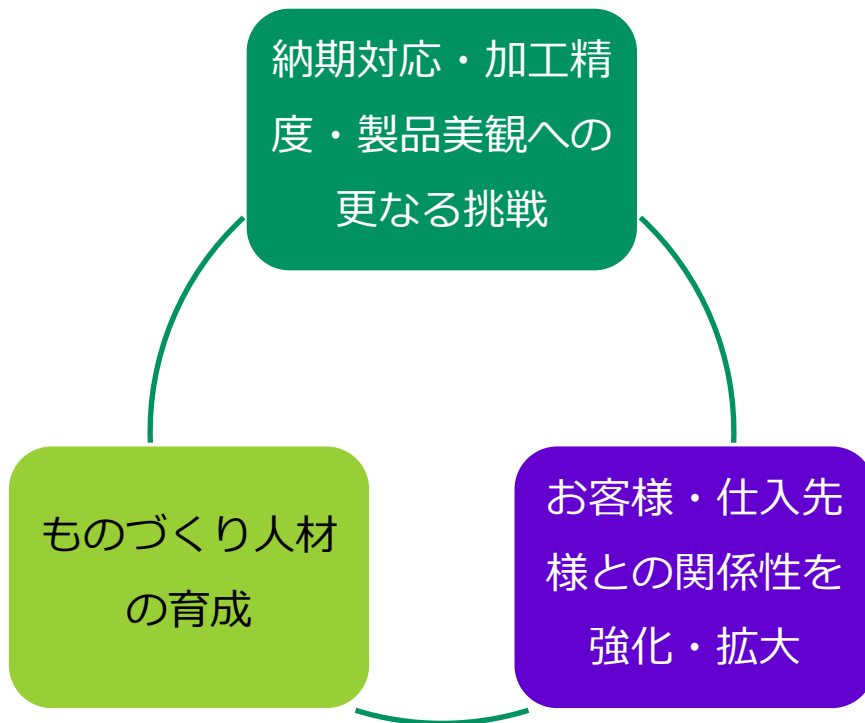 納期対応・加工精
度・製品美観への
更なる挑戦
ものづくり人材
の育成
お客様・仕入先
様との関係性を
強化・拡大